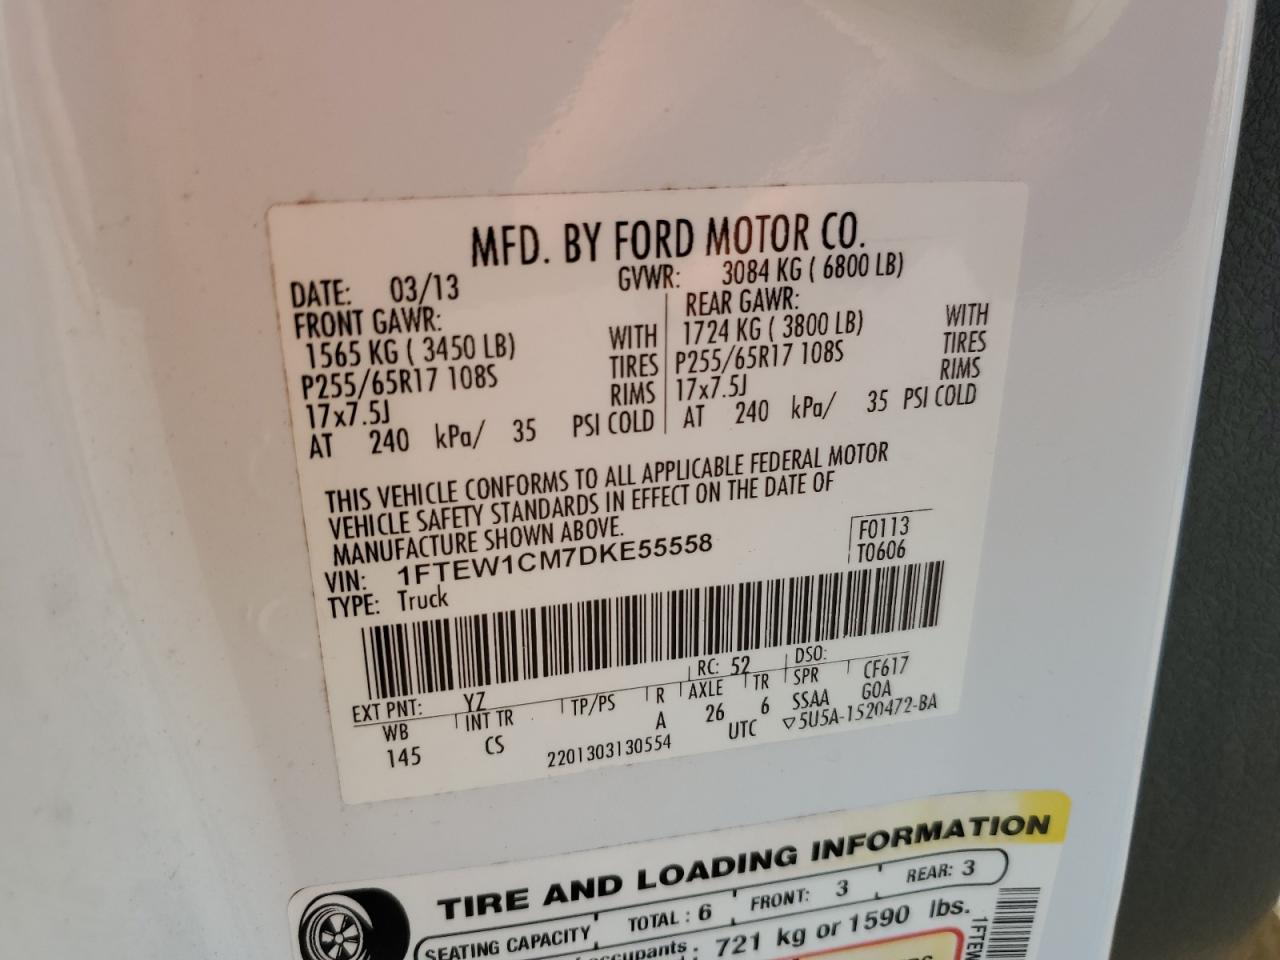 MFD. BY FORD MOTOR CO.
DATE: 03/13 GVWR: 3084 KG ( 6800 LB)
FRONT GAWR: REAR GAWR:
1565 KG ( 3450 LB) WITH 1724 KG ( 3800 LB) WITH
P255/65R17 108S TIRES P255/65R17 108S TIRES
17x7.5J RIMS 17x7.5J RIMS
AT 240 kPa/ 35 PSI COLD AT 240 kPa/ 35 PSI COLD
THIS VEHICLE CONFORMS TO ALL APPLICABLE FEDERAL MOTOR
VEHICLE SAFETY STANDARDS IN EFFECT ON THE DATE OF
MANUFACTURE SHOWN ABOVE.
VIN: 1FTEW1CM7DKE55558 F0113
TYPE: Truck T0606
EXT PNT: YZ RC: 52 DSO:
WB INT TR TP/PS R AXLE TR SPR CF617
145 CS A 26 6 SSAA GOA
2201303130554 UTC ▽5U5A-1520472-BA
TIRE AND LOADING INFORMATION
SEATING CAPACITY TOTAL : 6 FRONT: 3 REAR: 3
721 kg or 1590 lbs.
1FTEW